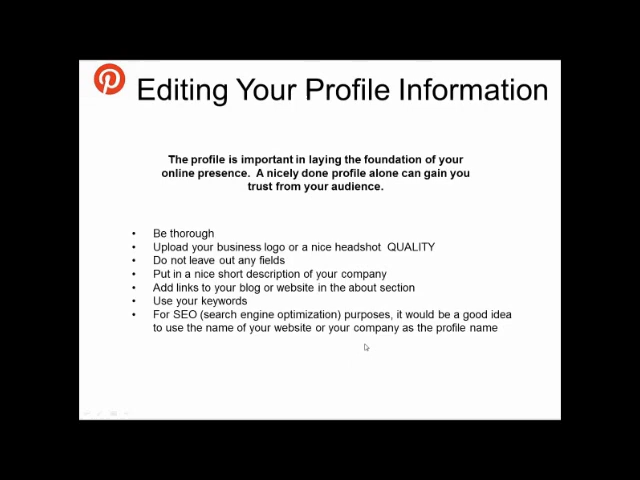 Editing Your Profile Information
The profile is important in laying the foundation of your
online presence. A nicely done profile alone can gain you
trust from your audience.
• Be thorough
• Upload your business logo or a nice headshot QUALITY
• Do not leave out any fields
• Put in a nice short description of your company
• Add links to your blog or website in the about section
• Use your keywords
• For SEO (search engine optimization) purposes, it would be a good idea
to use the name of your website or your company as the profile name